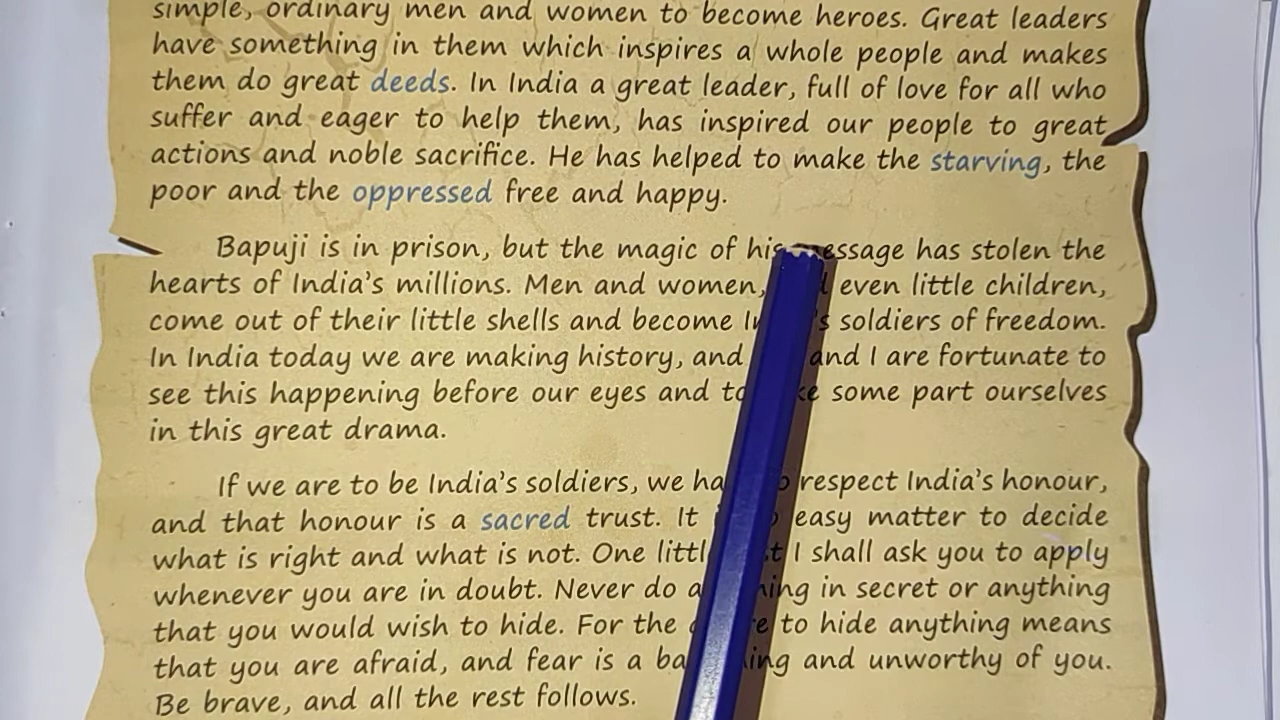 simple, ordinary men and women to become heroes. Great leaders
have something in them which inspires a whole people and makes
them do great deeds. In India a great leader, full of love for all who
suffer and eager to help them, has inspired our people to great
actions and noble sacrifice. He has helped to make the starving, the
poor and the oppressed free and happy.
Bapuji is in prison, but the magic of his message has stolen the
hearts of India's millions. Men and women, even little children,
come out of their little shells and become India's soldiers of freedom.
In India today we are making history, and and I are fortunate to
see this happening before our eyes and to some part ourselves
in this great drama.
If we are to be India's soldiers, we respect India's honour,
and that honour is a sacred trust. It easy matter to decide
what is right and what is not. One little I shall ask you to apply
whenever you are in doubt. Never do in secret or anything
that you would wish to hide. For the to hide anything means
that you are afraid, and fear is a and unworthy of you.
Be brave, and all the rest follows.